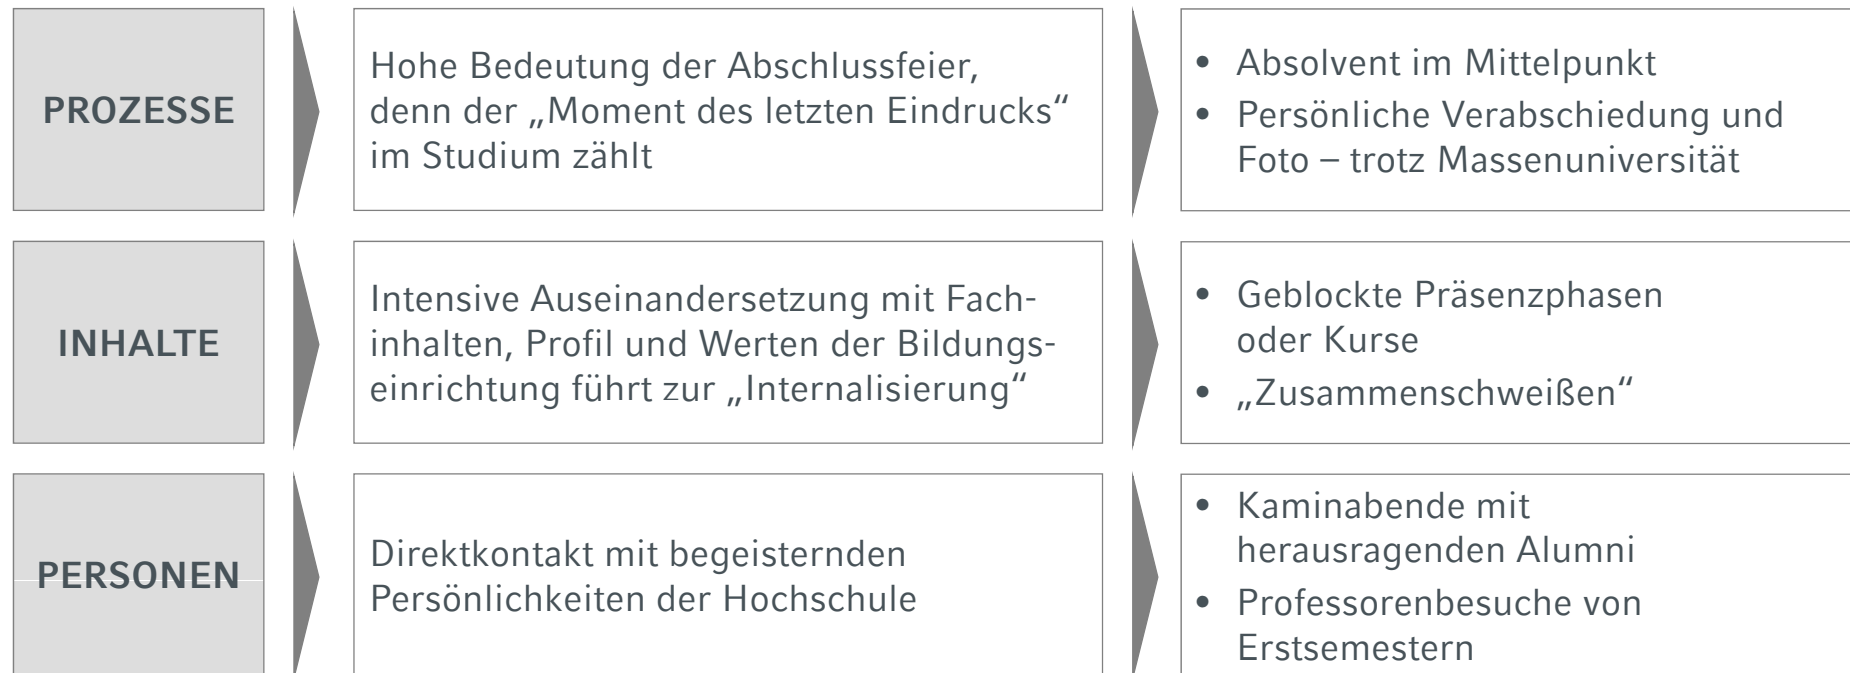 PROZESSE
Hohe Bedeutung der Abschlussfeier,
denn der „Moment des letzten Eindrucks“
im Studium zählt
• Absolvent im Mittelpunkt
• Persönliche Verabschiedung und
Foto – trotz Massenuniversität
INHALTE
Intensive Auseinandersetzung mit Fach-
inhalten, Profil und Werten der Bildungs-
einrichtung führt zur „Internalisierung“
• Geblockte Präsenzphasen
oder Kurse
• „Zusammenschweißen“
PERSONEN
Direktkontakt mit begeisternden
Persönlichkeiten der Hochschule
• Kaminabende mit
herausragenden Alumni
• Professorenbesuche von
Erstsemestern